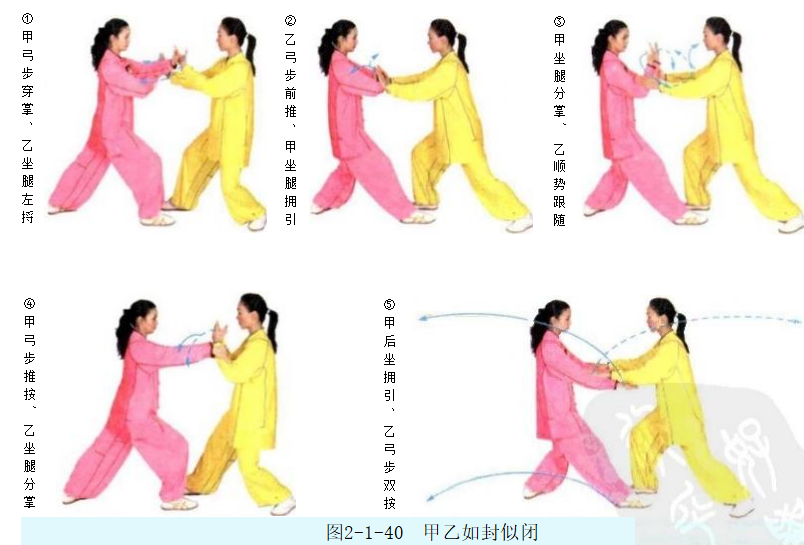 ①甲弓步穿掌、乙坐腿左捋
②乙弓步前推、甲坐腿拥引
③甲坐腿分掌、乙顺势跟随
④甲弓步推按、乙坐腿分掌
⑤甲后坐拥引、乙弓步双按
图2-1-40 甲乙如封似闭